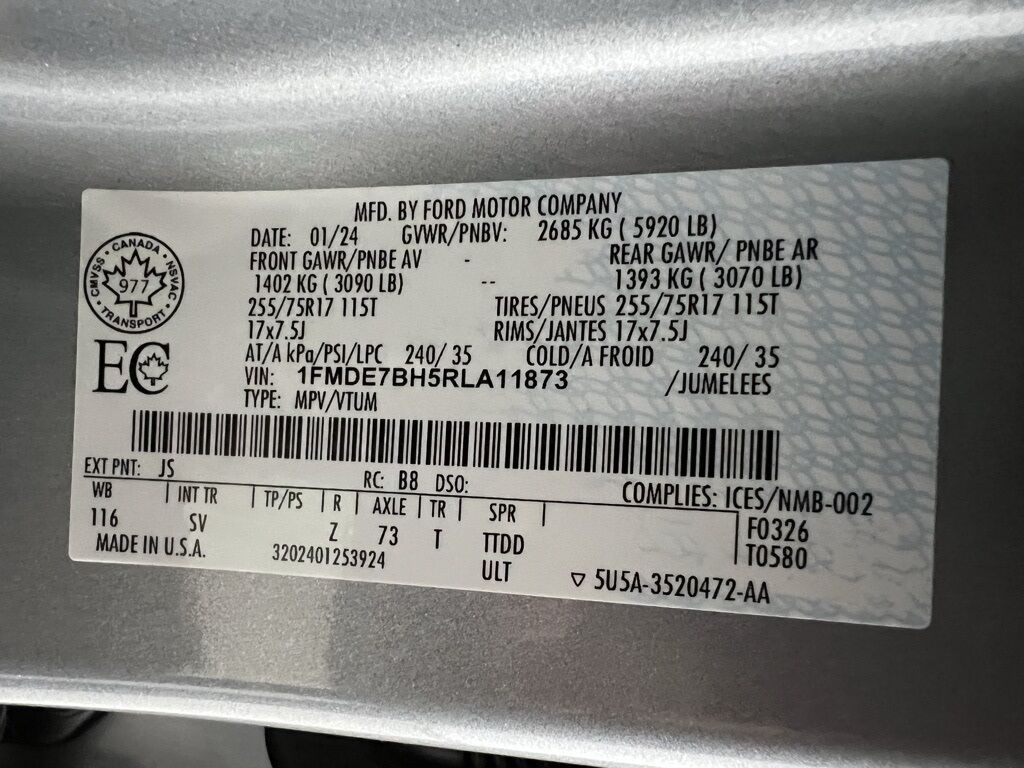 MFD. BY FORD MOTOR COMPANY
DATE: 01/24 GVWR/PNBV: 2685 KG ( 5920 LB)
FRONT GAWR/PNBE AV - REAR GAWR/ PNBE AR
1402 KG ( 3090 LB) -- 1393 KG ( 3070 LB)
255/75R17 115T TIRES/PNEUS 255/75R17 115T
17x7.5J RIMS/JANTES 17x7.5J
AT/A kPa/PSI/LPC 240/ 35 COLD/A FROID 240/ 35
VIN: 1FMDE7BH5RLA11873 /JUMELEES
TYPE: MPV/VTUM
CANADA
CMVSS · NSVAC
977
TRANSPORT
EC
EXT PNT: JS RC: B8 DSO: COMPLIES: ICES/NMB-002
WB INT TR TP/PS R AXLE TR SPR F0326
116 SV Z 73 T TTDD T0580
MADE IN U.S.A. 3202401253924 ULT ▽ 5U5A-3520472-AA